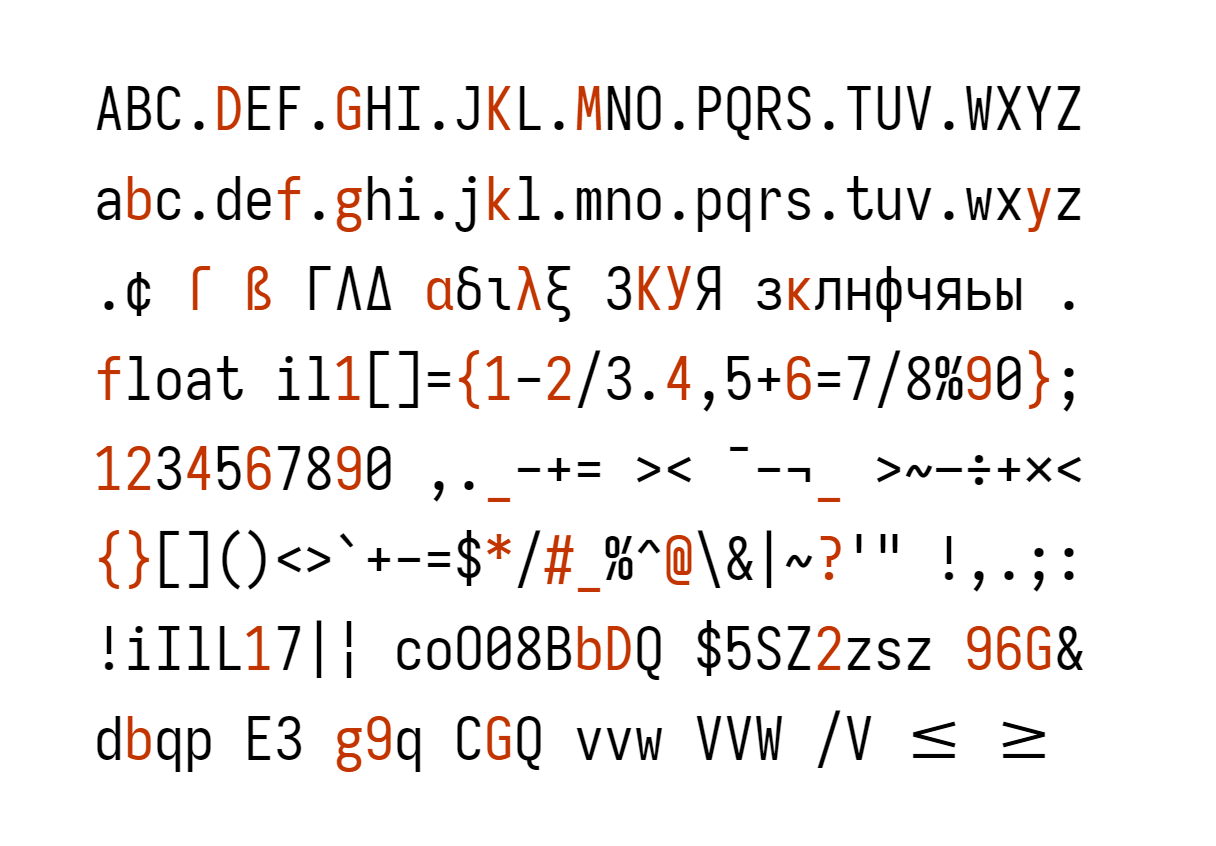 ABC.DEF.GHI.JKL.MNO.PQRS.TUV.WXYZ
abc.def.ghi.jkl.mno.pqrs.tuv.wxyz
.¢ ſ ß ΓΛΔ αδιλξ ЗКУЯ зклнфчяьы .
float il1[]={1-2/3.4,5+6=7/8%90};
1234567890 ,._-+= >< ¯-¬_ >~–÷+×<
{}[]()<>`+-=$*/#_%^@\&|~?'" !,.;:
!iIlL17|¦ coO08BbDQ $5SZ2zsz 96G&
dbqp E3 g9q CGQ vvw VVW /V ≤ ≥